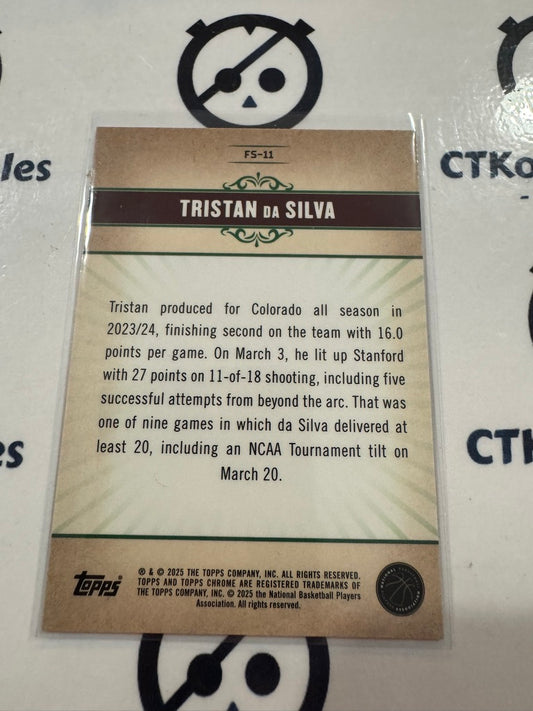 FS-11
TRISTAN DA SILVA
Tristan produced for Colorado all season in
2023/24, finishing second on the team with 16.0
points per game. On March 3, he lit up Stanford
with 27 points on 11-of-18 shooting, including five
successful attempts from beyond the arc. That was
one of nine games in which da Silva delivered at
least 20, including an NCAA Tournament tilt on
March 20.
Topps
® & © 2025 THE TOPPS COMPANY, INC. ALL RIGHTS RESERVED.
TOPPS AND TOPPS CHROME ARE REGISTERED TRADEMARKS OF
THE TOPPS COMPANY, INC. © 2025 the National Basketball Players
Association. All rights reserved.
les
CTKo
CTK